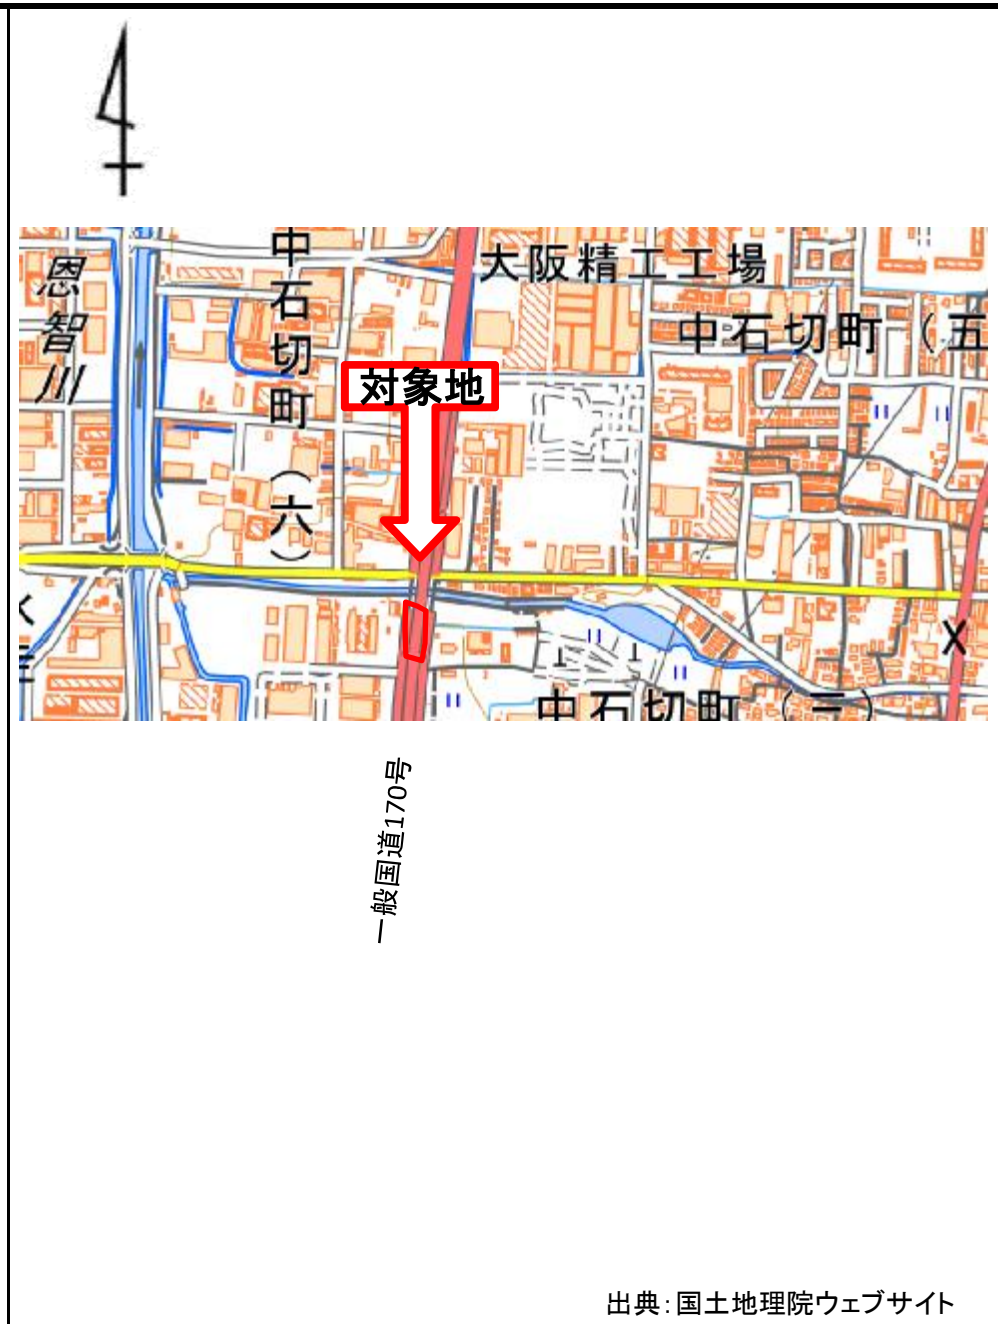 恩智川
中石切町（六）
大阪精工工場
中石切町（五
対象地
中石切町（三）
一般国道170号
出典：国土地理院ウェブサイト